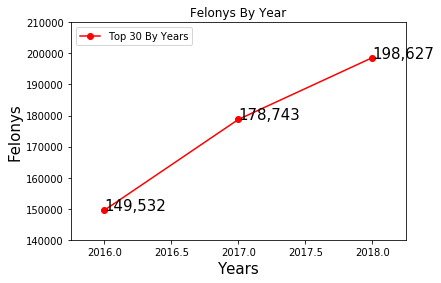 Felonys By Year
210000
200000
190000
180000
170000
160000
150000
140000
Felonys
Top 30 By Years
149,532
178,743
198,627
2016.0 2016.5 2017.0 2017.5 2018.0
Years